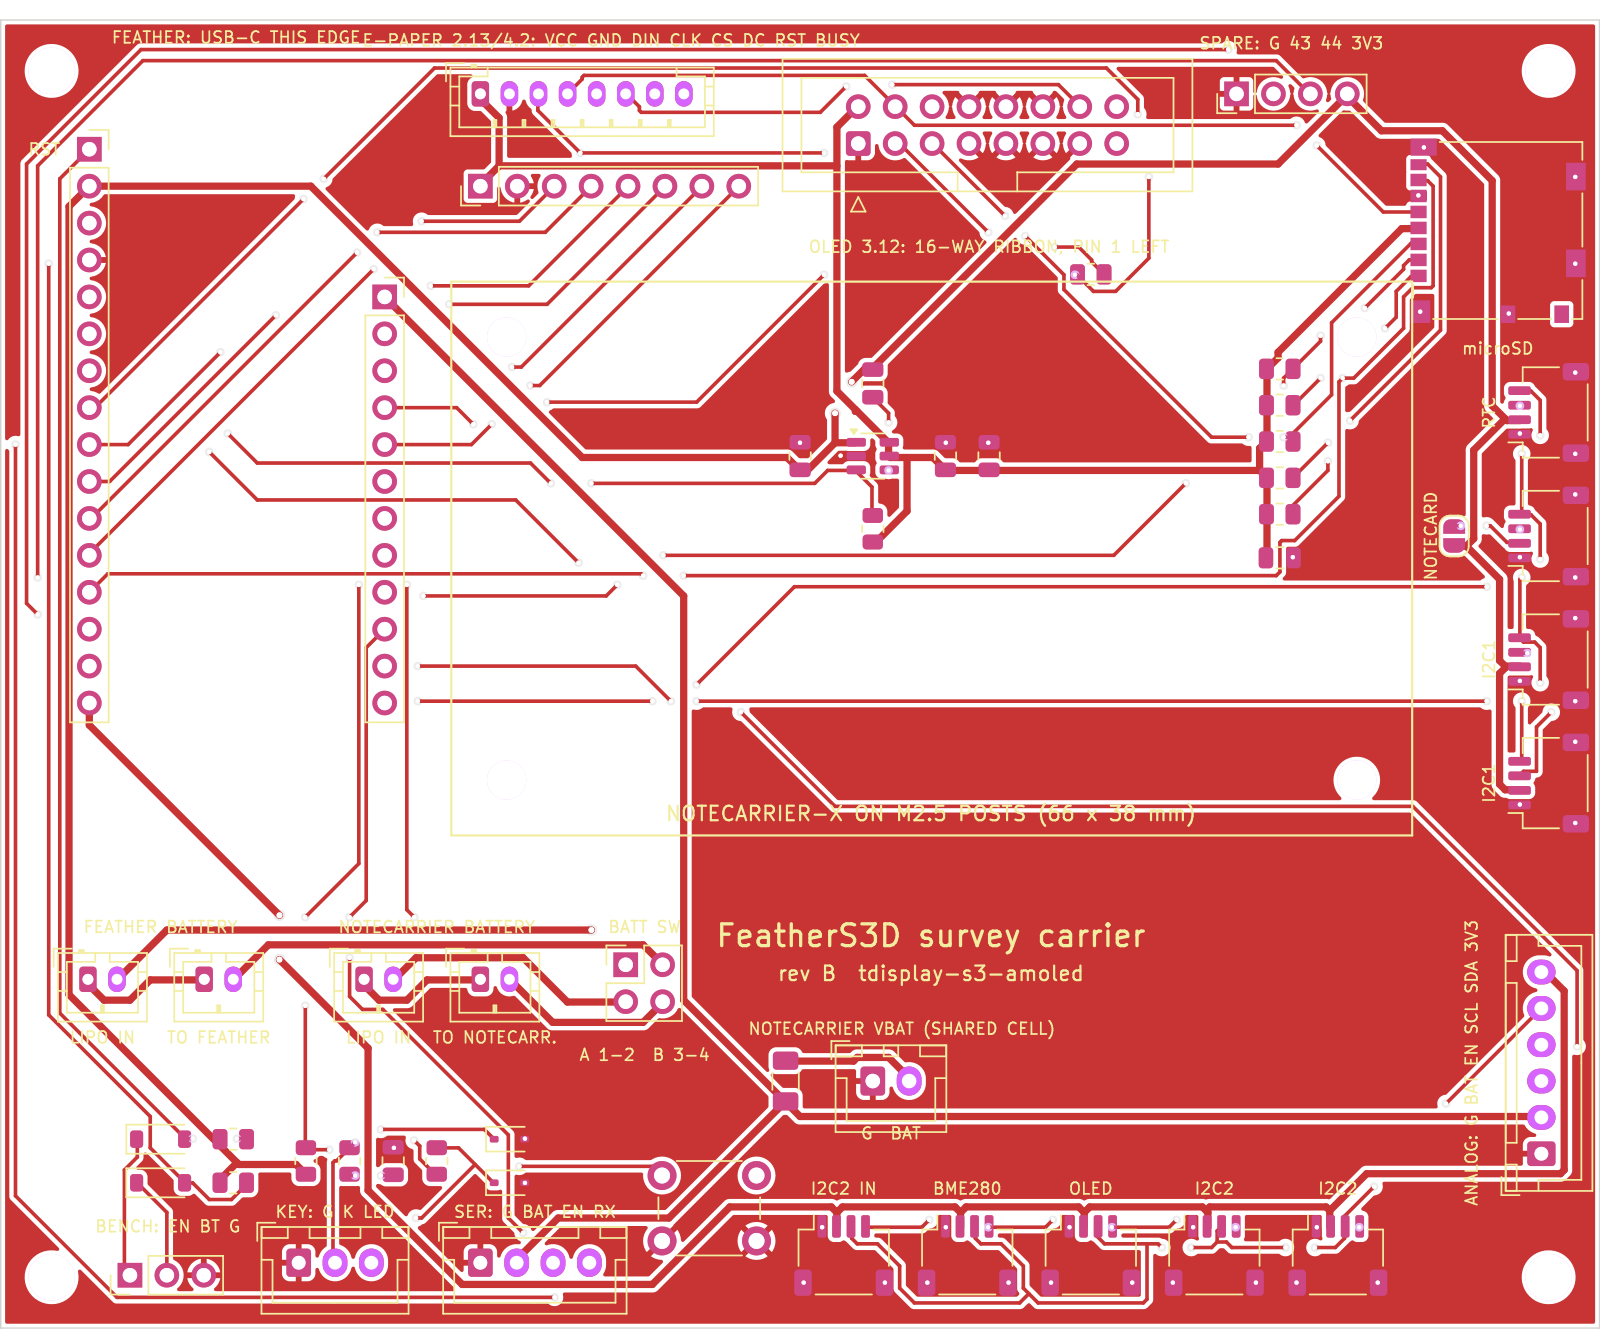 FEATHER: USB-C THIS EDGE
E-PAPER 2.13/4.2: VCC GND DIN CLK CS DC RST BUSY
SPARE: G 43 44 3V3
RST
OLED 3.12: 16-WAY RIBBON, PIN 1 LEFT
microSD
RTC
NOTECARD
I2C1
I2C1
NOTECARRIER-X ON M2.5 POSTS (66 x 38 mm)
FEATHER BATTERY
NOTECARRIER BATTERY
BATT SW
FeatherS3D survey carrier
rev B tdisplay-s3-amoled
LIPO IN
TO FEATHER
LIPO IN
TO NOTECARR.
A 1-2 B 3-4
NOTECARRIER VBAT (SHARED CELL)
G BAT
ANALOG: G BAT EN SCL SDA 3V3
I2C2 IN
BME280
OLED
I2C2
I2C2
KEY: G K LED
SER: G BAT EN RX
BENCH: EN BT G